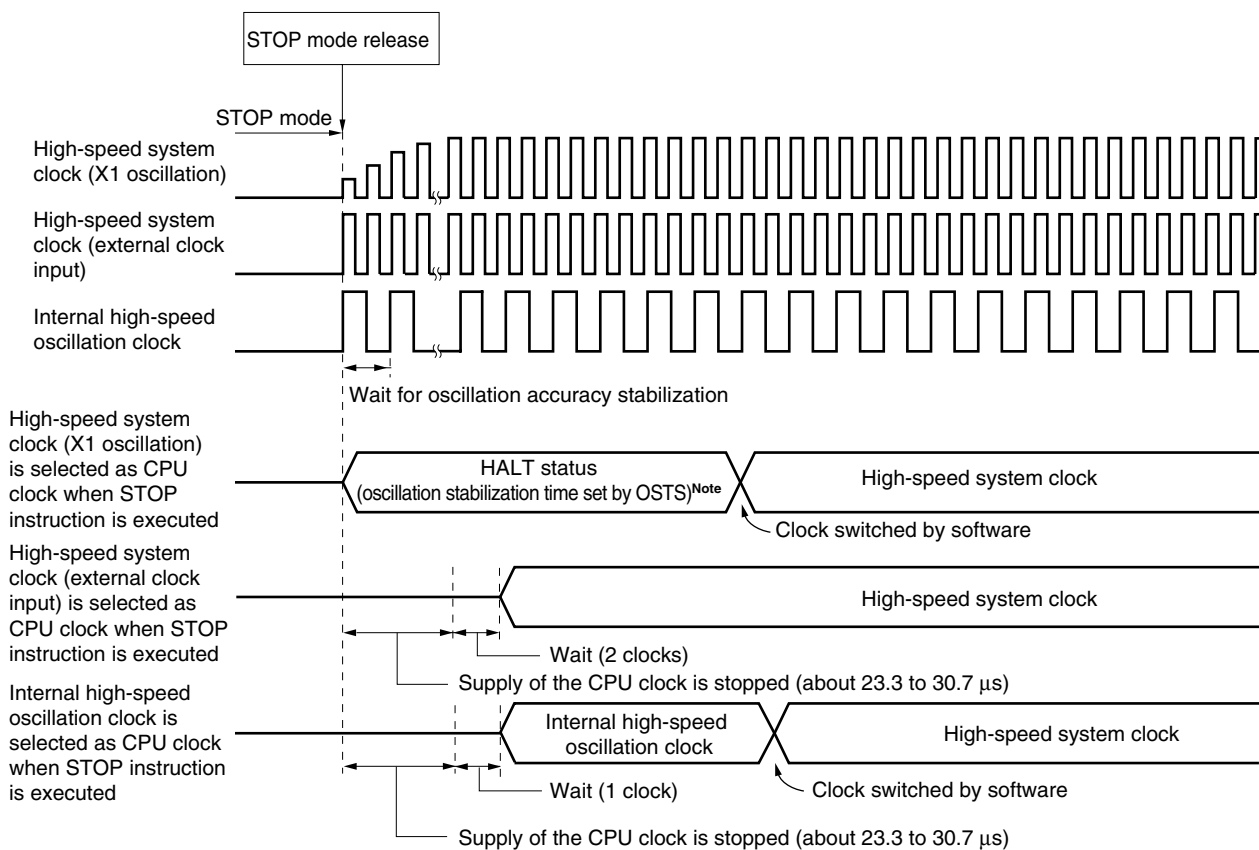 STOP mode release
STOP mode
High-speed system
clock (X1 oscillation)
High-speed system
clock (external clock
input)
Internal high-speed
oscillation clock
Wait for oscillation accuracy stabilization
High-speed system
clock (X1 oscillation)
is selected as CPU
clock when STOP
instruction is executed
HALT status
(oscillation stabilization time set by OSTS)Note
High-speed system clock
Clock switched by software
High-speed system
clock (external clock
input) is selected as
CPU clock when STOP
instruction is executed
High-speed system clock
Wait (2 clocks)
Supply of the CPU clock is stopped (about 23.3 to 30.7 μs)
Internal high-speed
oscillation clock is
selected as CPU clock
when STOP instruction
is executed
Internal high-speed
oscillation clock
High-speed system clock
Wait (1 clock)
Clock switched by software
Supply of the CPU clock is stopped (about 23.3 to 30.7 μs)